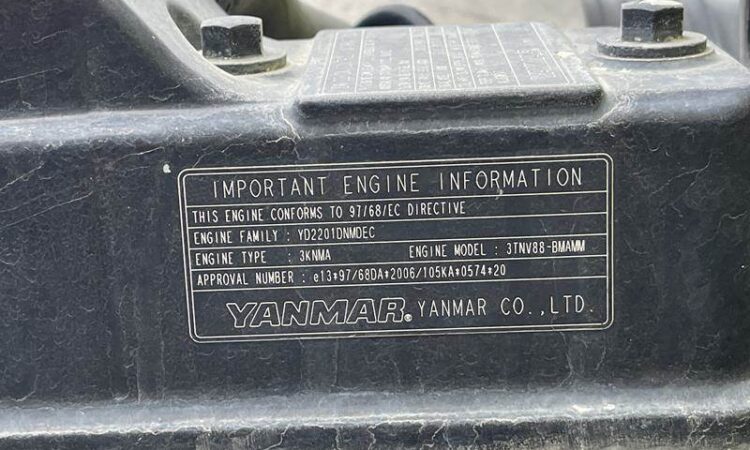 IMPORTANT ENGINE INFORMATION
THIS ENGINE CONFORMS TO 97/68/EC DIRECTIVE
ENGINE FAMILY : YD2201DNMDEC
ENGINE TYPE : 3KNMA ENGINE MODEL : 3TNV88-BMAMM
APPROVAL NUMBER : e13*97/68DA*2006/105KA*0574*20
YANMAR® YANMAR CO.,LTD.